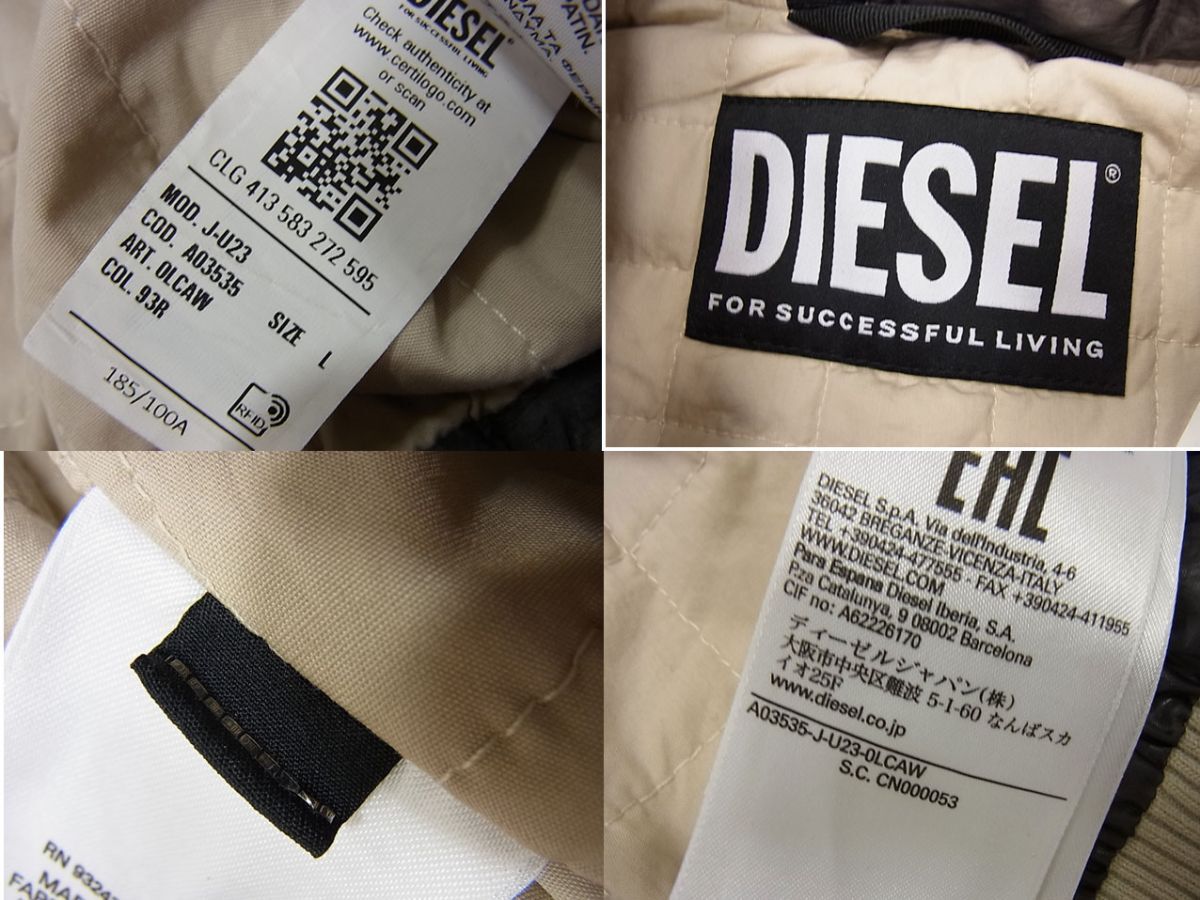 DIESEL
FOR SUCCESSFUL LIVING
Check authenticity at
www.certilogo.com
or scan
CLG 413 583 272 595
MOD. J-U23
COD. A03535
ART. 0LCAW
COL. 93R
SIZE L
185/100A
RFID
PATIN.
DIESEL®
FOR SUCCESSFUL LIVING
RN 9324
EAC
DIESEL S.p.A. Via dell'Industria, 4-6
36042 BREGANZE-VICENZA-ITALY
TEL +390424-477555 - FAX +390424-411955
WWW.DIESEL.COM
Para Espana Diesel Iberia, S.A.
Pza Catalunya, 9 08002 Barcelona
CIF no: A62226170
ディーゼルジャパン(株)
大阪市中央区難波 5-1-60 なんばスカ
イオ25F
www.diesel.co.jp
A03535-J-U23-0LCAW
S.C. CN000053